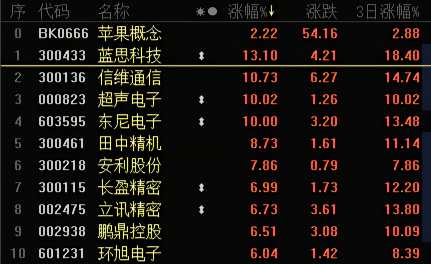 序 代码 名称 涨幅%↓ 涨跌 3日涨幅%
0 BK0666 苹果概念 2.22 54.16 2.88
1 300433 蓝思科技 13.10 4.21 18.40
2 300136 信维通信 10.73 6.27 14.74
3 000823 超声电子 10.02 1.26 10.02
4 603595 东尼电子 10.00 3.20 13.48
5 300461 田中精机 8.73 1.61 11.14
6 300218 安利股份 7.86 0.79 7.86
7 300115 长盈精密 6.99 1.73 12.20
8 002475 立讯精密 6.73 3.61 13.80
9 002938 鹏鼎控股 6.51 3.08 10.09
10 601231 环旭电子 6.04 1.42 8.39